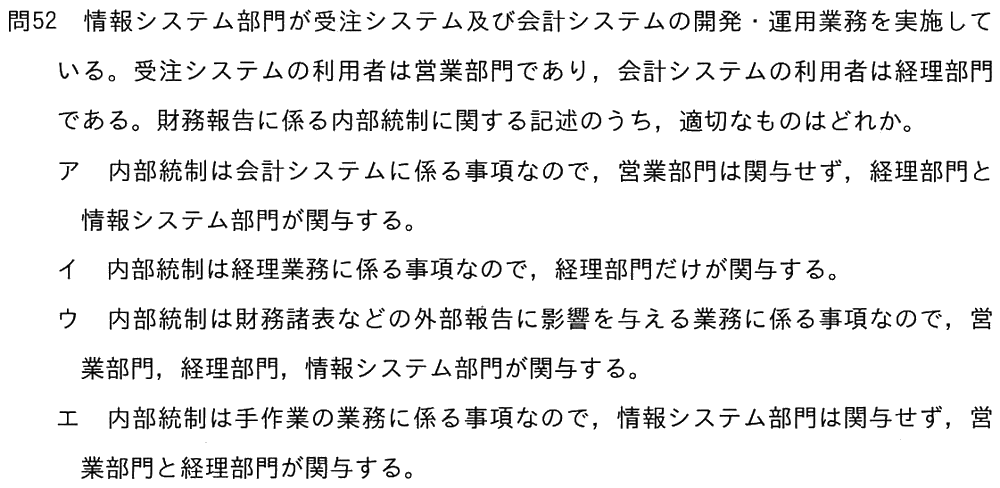 問52　情報システム部門が受注システム及び会計システムの開発・運用業務を実施して
いる。受注システムの利用者は営業部門であり，会計システムの利用者は経理部門
である。財務報告に係る内部統制に関する記述のうち，適切なものはどれか。
ア　内部統制は会計システムに係る事項なので，営業部門は関与せず，経理部門と
情報システム部門が関与する。
イ　内部統制は経理業務に係る事項なので，経理部門だけが関与する。
ウ　内部統制は財務諸表などの外部報告に影響を与える業務に係る事項なので，営
業部門，経理部門，情報システム部門が関与する。
エ　内部統制は手作業の業務に係る事項なので，情報システム部門は関与せず，営
業部門と経理部門が関与する。